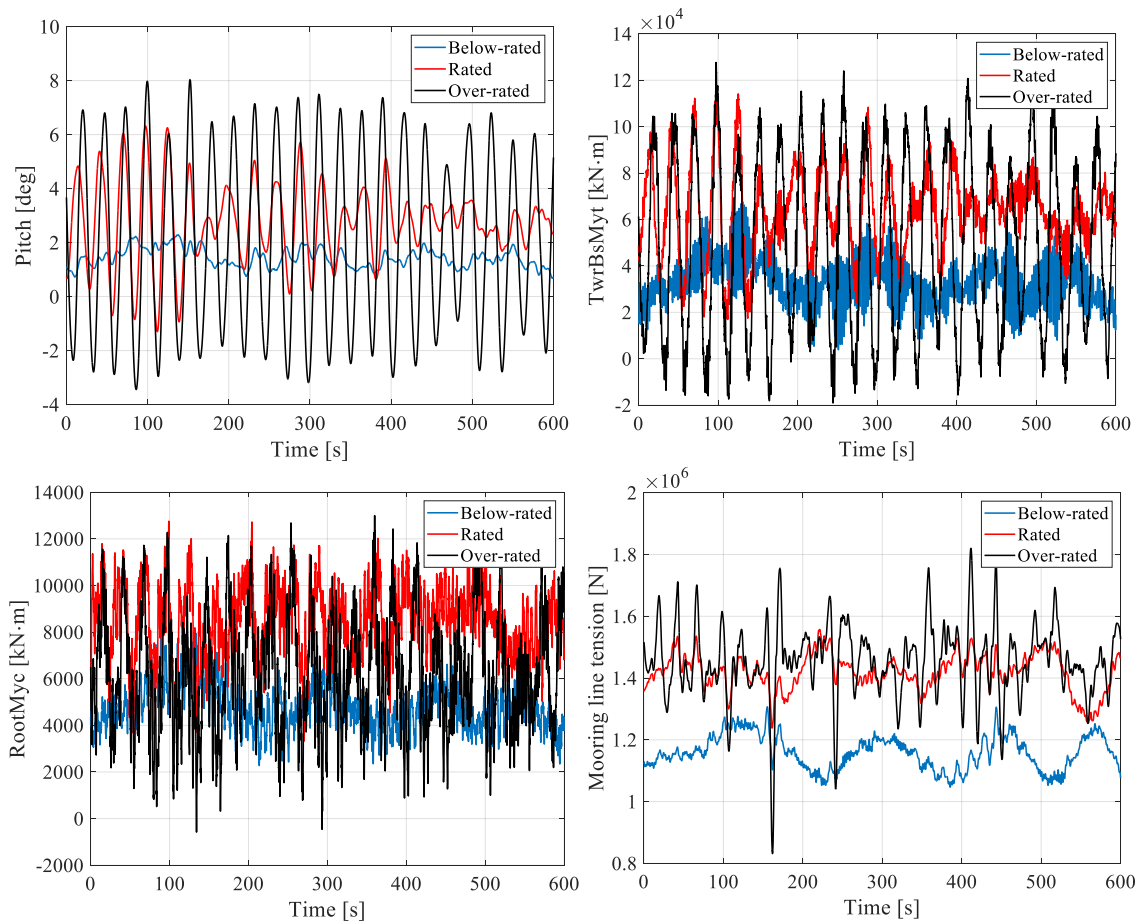 Pitch [deg]
10
8
6
4
2
0
-2
-4
0 100 200 300 400 500 600
Time [s]
Below-rated
Rated
Over-rated
×10⁴
TwrBsMyt [kN·m]
14
12
10
8
6
4
2
0
-2
0 100 200 300 400 500 600
Time [s]
Below-rated
Rated
Over-rated
RootMyc [kN·m]
14000
12000
10000
8000
6000
4000
2000
0
-2000
0 100 200 300 400 500 600
Time [s]
Below-rated
Rated
Over-rated
×10⁶
Mooring line tension [N]
2
1.8
1.6
1.4
1.2
1
0.8
0 100 200 300 400 500 600
Time [s]
Below-rated
Rated
Over-rated